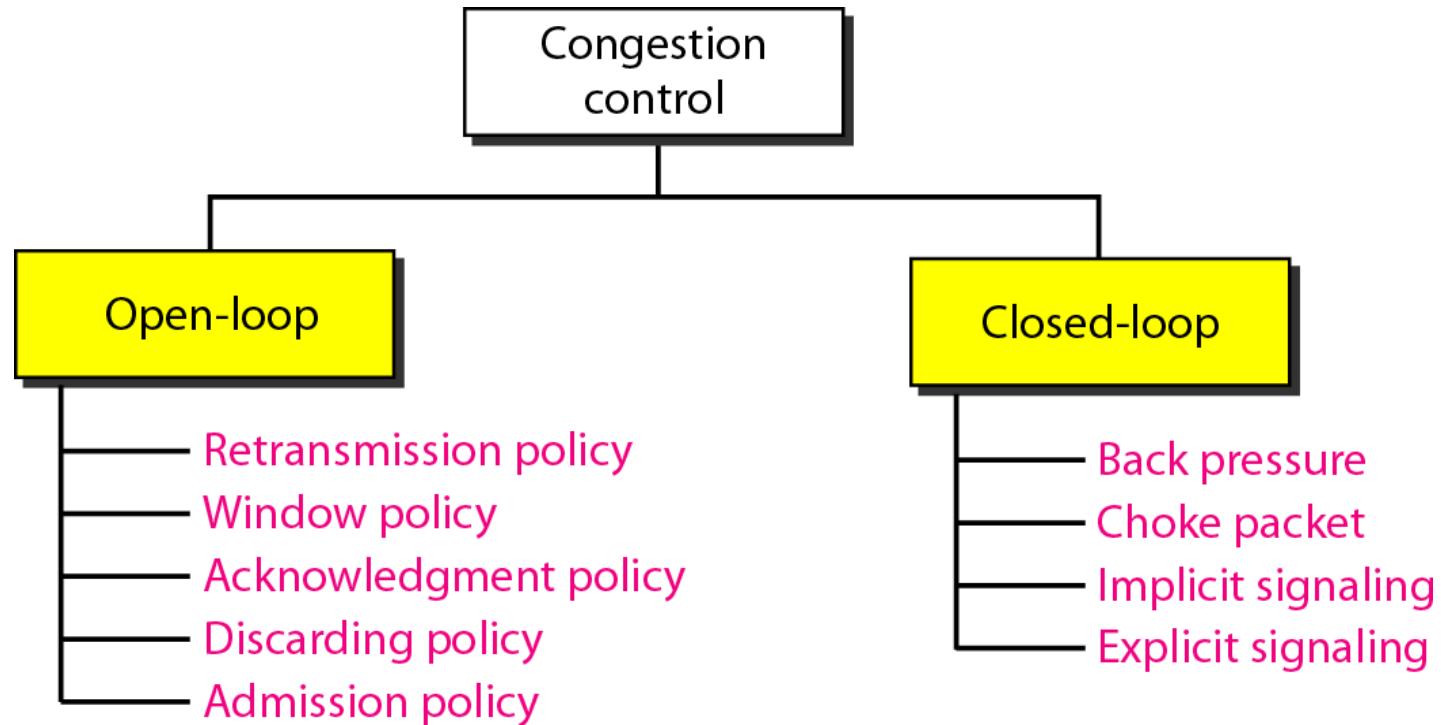 Congestion
control
Open-loop
Retransmission policy
Window policy
Acknowledgment policy
Discarding policy
Admission policy
Closed-loop
Back pressure
Choke packet
Implicit signaling
Explicit signaling